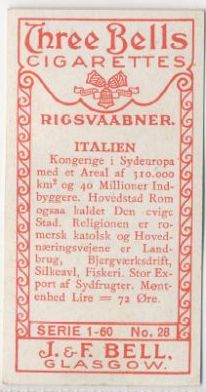 Three Bells
CIGARETTES
RIGSVAABNER.
ITALIEN
Kongerige i Sydeuropa
med et Areal af 310.000
km² og 40 Millioner Ind-
byggere. Hovedstad Rom
ogsaa kaldet Den evige
Stad. Religionen er ro-
mersk katolsk og Hoved-
næringsvejene er Land-
brug, Bjergværksdrift,
Silkeavl, Fiskeri. Stor Ex-
port af Sydfrugter. Mønt-
enhed Lire = 72 Øre.
SERIE 1-60 No. 28
J. & F. BELL,
GLASGOW.